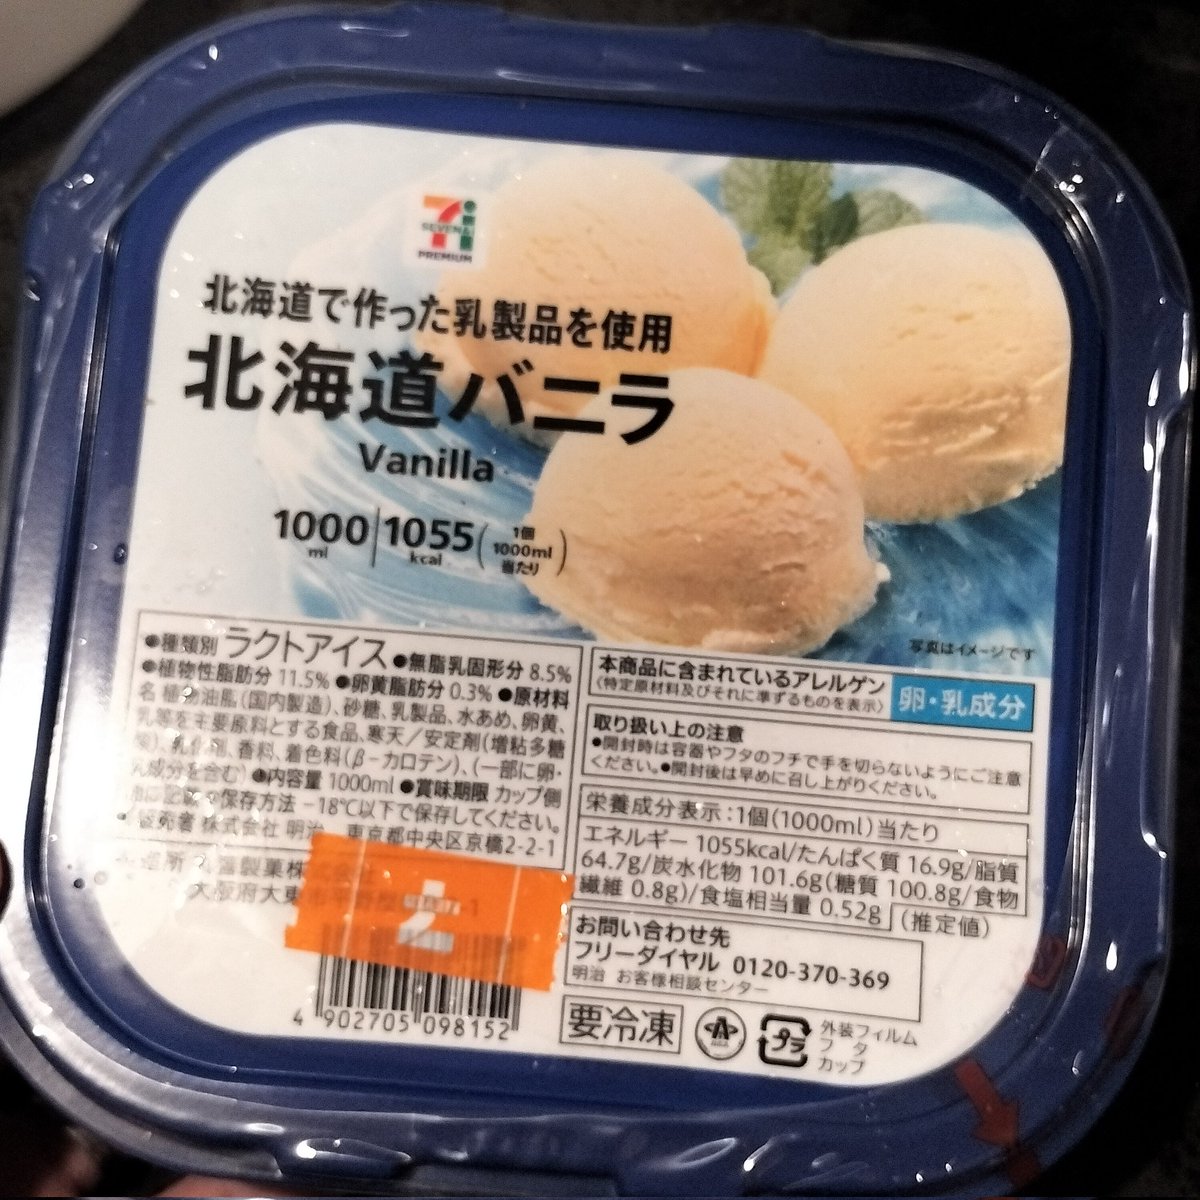 SEVEN & i
PREMIUM
北海道で作った乳製品を使用
北海道バニラ
Vanilla
1000 ml
1055 kcal
(1個 1000ml 当たり)
写真はイメージです
●種類別 ラクトアイス ●無脂乳固形分 8.5%
●植物性脂肪分 11.5% ●卵黄脂肪分 0.3% ●原材料
名 植物油脂(国内製造)、砂糖、乳製品、水あめ、卵黄、
乳等を主要原料とする食品、寒天/安定剤(増粘多糖
、香料、着色料(β-カロテン)、(一部に卵・
乳成分を含む) ●内容量 1000ml ●賞味期限 カップ側
面に記載 ●保存方法 -18℃以下で保存してください。
株式会社 明治 東京都中央区京橋2-2-1
製菓株
大阪府大東市
本商品に含まれているアレルゲン
(特定原材料及びそれに準ずるものを表示)
卵・乳成分
取り扱い上の注意
●開封時は容器やフタのフチで手を切らないようにご注意
ください。●開封後は早めに召し上がりください。
栄養成分表示:1個(1000ml)当たり
エネルギー 1055kcal/たんぱく質 16.9g/脂質
64.7g/炭水化物 101.6g(糖質 100.8g/食物
繊維 0.8g)/食塩相当量 0.52g
(推定値)
お問い合わせ先
フリーダイヤル 0120-370-369
明治 お客様相談センター
4 902705 098152
要冷凍
プラ
外装フィルム
フタ
カップ